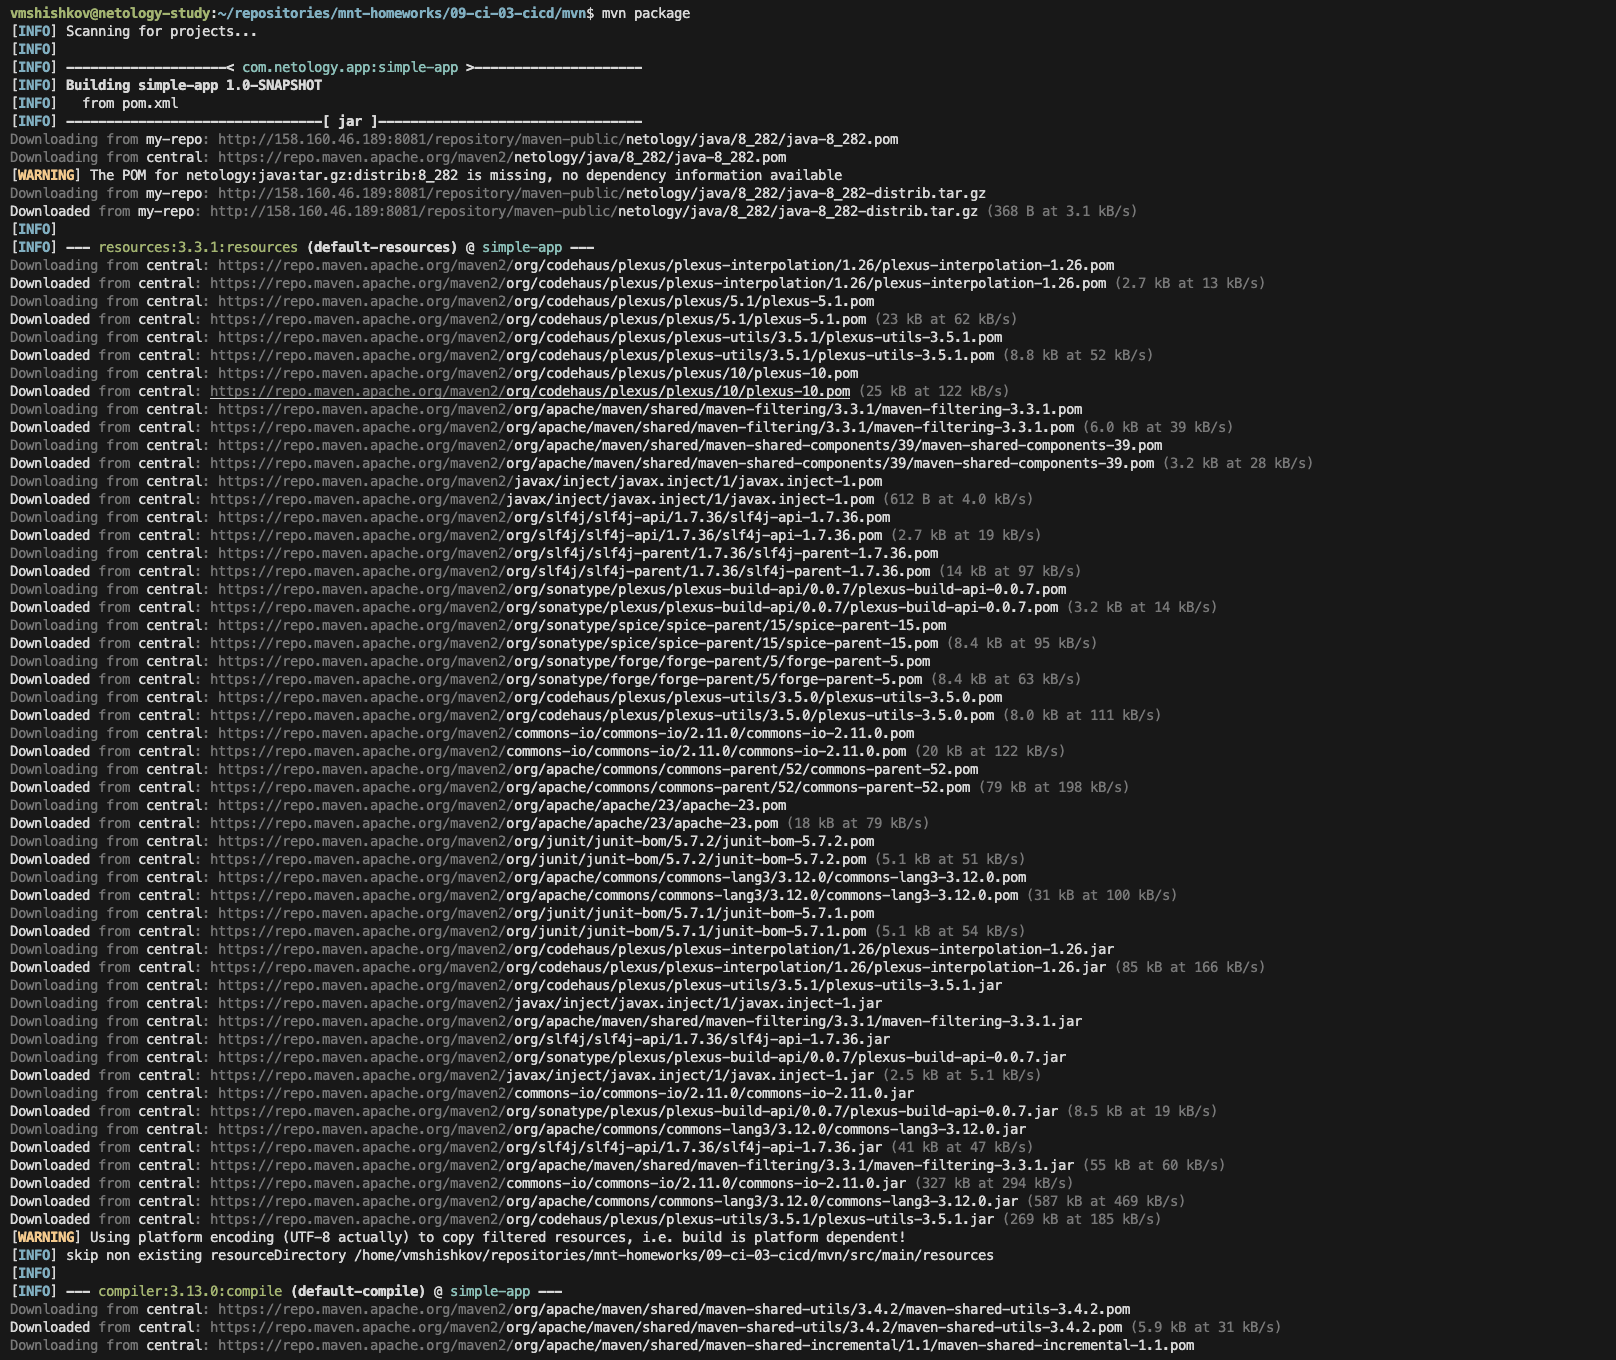 vmshishkov@netology-study:~/repositories/mnt-homeworks/09-ci-03-cicd/mvn$ mvn package
[INFO] Scanning for projects...
[INFO]
[INFO] --------------------< com.netology.app:simple-app >---------------------
[INFO] Building simple-app 1.0-SNAPSHOT
[INFO]   from pom.xml
[INFO] --------------------------------[ jar ]---------------------------------
Downloading from my-repo: http://158.160.46.189:8081/repository/maven-public/netology/java/8_282/java-8_282.pom
Downloading from central: https://repo.maven.apache.org/maven2/netology/java/8_282/java-8_282.pom
[WARNING] The POM for netology:java:tar.gz:distrib:8_282 is missing, no dependency information available
Downloading from my-repo: http://158.160.46.189:8081/repository/maven-public/netology/java/8_282/java-8_282-distrib.tar.gz
Downloaded from my-repo: http://158.160.46.189:8081/repository/maven-public/netology/java/8_282/java-8_282-distrib.tar.gz (368 B at 3.1 kB/s)
[INFO]
[INFO] --- resources:3.3.1:resources (default-resources) @ simple-app ---
Downloading from central: https://repo.maven.apache.org/maven2/org/codehaus/plexus/plexus-interpolation/1.26/plexus-interpolation-1.26.pom
Downloaded from central: https://repo.maven.apache.org/maven2/org/codehaus/plexus/plexus-interpolation/1.26/plexus-interpolation-1.26.pom (2.7 kB at 13 kB/s)
Downloading from central: https://repo.maven.apache.org/maven2/org/codehaus/plexus/plexus/5.1/plexus-5.1.pom
Downloaded from central: https://repo.maven.apache.org/maven2/org/codehaus/plexus/plexus/5.1/plexus-5.1.pom (23 kB at 62 kB/s)
Downloading from central: https://repo.maven.apache.org/maven2/org/codehaus/plexus/plexus-utils/3.5.1/plexus-utils-3.5.1.pom
Downloaded from central: https://repo.maven.apache.org/maven2/org/codehaus/plexus/plexus-utils/3.5.1/plexus-utils-3.5.1.pom (8.8 kB at 52 kB/s)
Downloading from central: https://repo.maven.apache.org/maven2/org/codehaus/plexus/plexus/10/plexus-10.pom
Downloaded from central: https://repo.maven.apache.org/maven2/org/codehaus/plexus/plexus/10/plexus-10.pom (25 kB at 122 kB/s)
Downloading from central: https://repo.maven.apache.org/maven2/org/apache/maven/shared/maven-filtering/3.3.1/maven-filtering-3.3.1.pom
Downloaded from central: https://repo.maven.apache.org/maven2/org/apache/maven/shared/maven-filtering/3.3.1/maven-filtering-3.3.1.pom (6.0 kB at 39 kB/s)
Downloading from central: https://repo.maven.apache.org/maven2/org/apache/maven/shared/maven-shared-components/39/maven-shared-components-39.pom
Downloaded from central: https://repo.maven.apache.org/maven2/org/apache/maven/shared/maven-shared-components/39/maven-shared-components-39.pom (3.2 kB at 28 kB/s)
Downloading from central: https://repo.maven.apache.org/maven2/javax/inject/javax.inject/1/javax.inject-1.pom
Downloaded from central: https://repo.maven.apache.org/maven2/javax/inject/javax.inject/1/javax.inject-1.pom (612 B at 4.0 kB/s)
Downloading from central: https://repo.maven.apache.org/maven2/org/slf4j/slf4j-api/1.7.36/slf4j-api-1.7.36.pom
Downloaded from central: https://repo.maven.apache.org/maven2/org/slf4j/slf4j-api/1.7.36/slf4j-api-1.7.36.pom (2.7 kB at 19 kB/s)
Downloading from central: https://repo.maven.apache.org/maven2/org/slf4j/slf4j-parent/1.7.36/slf4j-parent-1.7.36.pom
Downloaded from central: https://repo.maven.apache.org/maven2/org/slf4j/slf4j-parent/1.7.36/slf4j-parent-1.7.36.pom (14 kB at 97 kB/s)
Downloading from central: https://repo.maven.apache.org/maven2/org/sonatype/plexus/plexus-build-api/0.0.7/plexus-build-api-0.0.7.pom
Downloaded from central: https://repo.maven.apache.org/maven2/org/sonatype/plexus/plexus-build-api/0.0.7/plexus-build-api-0.0.7.pom (3.2 kB at 14 kB/s)
Downloading from central: https://repo.maven.apache.org/maven2/org/sonatype/spice/spice-parent/15/spice-parent-15.pom
Downloaded from central: https://repo.maven.apache.org/maven2/org/sonatype/spice/spice-parent/15/spice-parent-15.pom (8.4 kB at 95 kB/s)
Downloading from central: https://repo.maven.apache.org/maven2/org/sonatype/forge/forge-parent/5/forge-parent-5.pom
Downloaded from central: https://repo.maven.apache.org/maven2/org/sonatype/forge/forge-parent/5/forge-parent-5.pom (8.4 kB at 63 kB/s)
Downloading from central: https://repo.maven.apache.org/maven2/org/codehaus/plexus/plexus-utils/3.5.0/plexus-utils-3.5.0.pom
Downloaded from central: https://repo.maven.apache.org/maven2/org/codehaus/plexus/plexus-utils/3.5.0/plexus-utils-3.5.0.pom (8.0 kB at 111 kB/s)
Downloading from central: https://repo.maven.apache.org/maven2/commons-io/commons-io/2.11.0/commons-io-2.11.0.pom
Downloaded from central: https://repo.maven.apache.org/maven2/commons-io/commons-io/2.11.0/commons-io-2.11.0.pom (20 kB at 122 kB/s)
Downloading from central: https://repo.maven.apache.org/maven2/org/apache/commons/commons-parent/52/commons-parent-52.pom
Downloaded from central: https://repo.maven.apache.org/maven2/org/apache/commons/commons-parent/52/commons-parent-52.pom (79 kB at 198 kB/s)
Downloading from central: https://repo.maven.apache.org/maven2/org/apache/apache/23/apache-23.pom
Downloaded from central: https://repo.maven.apache.org/maven2/org/apache/apache/23/apache-23.pom (18 kB at 79 kB/s)
Downloading from central: https://repo.maven.apache.org/maven2/org/junit/junit-bom/5.7.2/junit-bom-5.7.2.pom
Downloaded from central: https://repo.maven.apache.org/maven2/org/junit/junit-bom/5.7.2/junit-bom-5.7.2.pom (5.1 kB at 51 kB/s)
Downloading from central: https://repo.maven.apache.org/maven2/org/apache/commons/commons-lang3/3.12.0/commons-lang3-3.12.0.pom
Downloaded from central: https://repo.maven.apache.org/maven2/org/apache/commons/commons-lang3/3.12.0/commons-lang3-3.12.0.pom (31 kB at 100 kB/s)
Downloading from central: https://repo.maven.apache.org/maven2/org/junit/junit-bom/5.7.1/junit-bom-5.7.1.pom
Downloaded from central: https://repo.maven.apache.org/maven2/org/junit/junit-bom/5.7.1/junit-bom-5.7.1.pom (5.1 kB at 54 kB/s)
Downloading from central: https://repo.maven.apache.org/maven2/org/codehaus/plexus/plexus-interpolation/1.26/plexus-interpolation-1.26.jar
Downloaded from central: https://repo.maven.apache.org/maven2/org/codehaus/plexus/plexus-interpolation/1.26/plexus-interpolation-1.26.jar (85 kB at 166 kB/s)
Downloading from central: https://repo.maven.apache.org/maven2/org/codehaus/plexus/plexus-utils/3.5.1/plexus-utils-3.5.1.jar
Downloading from central: https://repo.maven.apache.org/maven2/javax/inject/javax.inject/1/javax.inject-1.jar
Downloading from central: https://repo.maven.apache.org/maven2/org/apache/maven/shared/maven-filtering/3.3.1/maven-filtering-3.3.1.jar
Downloading from central: https://repo.maven.apache.org/maven2/org/slf4j/slf4j-api/1.7.36/slf4j-api-1.7.36.jar
Downloading from central: https://repo.maven.apache.org/maven2/org/sonatype/plexus/plexus-build-api/0.0.7/plexus-build-api-0.0.7.jar
Downloaded from central: https://repo.maven.apache.org/maven2/javax/inject/javax.inject/1/javax.inject-1.jar (2.5 kB at 5.1 kB/s)
Downloading from central: https://repo.maven.apache.org/maven2/commons-io/commons-io/2.11.0/commons-io-2.11.0.jar
Downloaded from central: https://repo.maven.apache.org/maven2/org/sonatype/plexus/plexus-build-api/0.0.7/plexus-build-api-0.0.7.jar (8.5 kB at 19 kB/s)
Downloading from central: https://repo.maven.apache.org/maven2/org/apache/commons/commons-lang3/3.12.0/commons-lang3-3.12.0.jar
Downloaded from central: https://repo.maven.apache.org/maven2/org/slf4j/slf4j-api/1.7.36/slf4j-api-1.7.36.jar (41 kB at 47 kB/s)
Downloaded from central: https://repo.maven.apache.org/maven2/org/apache/maven/shared/maven-filtering/3.3.1/maven-filtering-3.3.1.jar (55 kB at 60 kB/s)
Downloaded from central: https://repo.maven.apache.org/maven2/commons-io/commons-io/2.11.0/commons-io-2.11.0.jar (327 kB at 294 kB/s)
Downloaded from central: https://repo.maven.apache.org/maven2/org/apache/commons/commons-lang3/3.12.0/commons-lang3-3.12.0.jar (587 kB at 469 kB/s)
Downloaded from central: https://repo.maven.apache.org/maven2/org/codehaus/plexus/plexus-utils/3.5.1/plexus-utils-3.5.1.jar (269 kB at 185 kB/s)
[WARNING] Using platform encoding (UTF-8 actually) to copy filtered resources, i.e. build is platform dependent!
[INFO] skip non existing resourceDirectory /home/vmshishkov/repositories/mnt-homeworks/09-ci-03-cicd/mvn/src/main/resources
[INFO]
[INFO] --- compiler:3.13.0:compile (default-compile) @ simple-app ---
Downloading from central: https://repo.maven.apache.org/maven2/org/apache/maven/shared/maven-shared-utils/3.4.2/maven-shared-utils-3.4.2.pom
Downloaded from central: https://repo.maven.apache.org/maven2/org/apache/maven/shared/maven-shared-utils/3.4.2/maven-shared-utils-3.4.2.pom (5.9 kB at 31 kB/s)
Downloading from central: https://repo.maven.apache.org/maven2/org/apache/maven/shared/maven-shared-incremental/1.1/maven-shared-incremental-1.1.pom